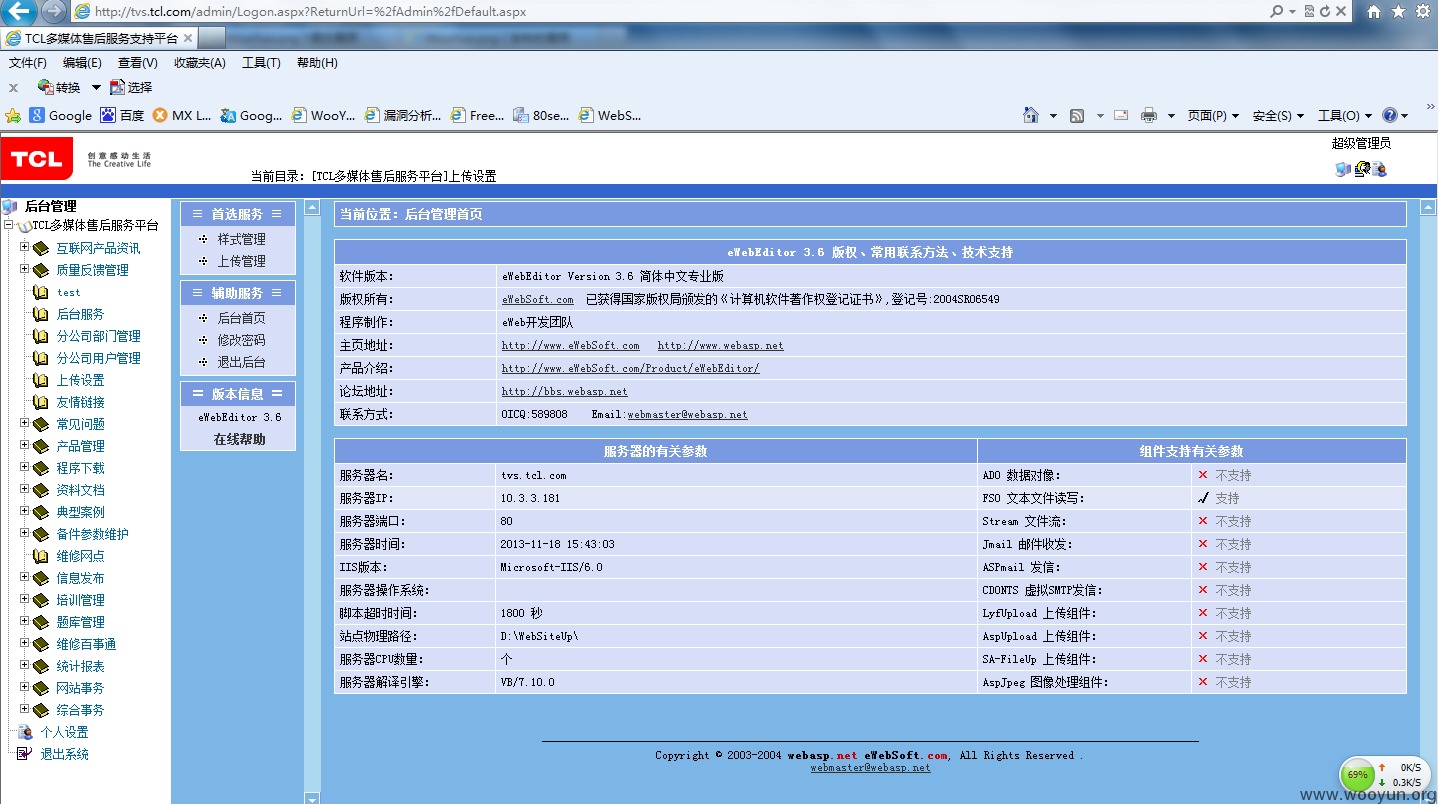 http://tvs.tcl.com/admin/Logon.aspx?ReturnUrl=%2fAdmin%2fDefault.aspx
TCL多媒体售后服务支持平台
文件(F) 编辑(E) 查看(V) 收藏夹(A) 工具(T) 帮助(H)
x 转换 选择
Google 百度 MX L... Goog... WooY... 漏洞分析... Free... 80se... WebS... 页面(P) 安全(S) 工具(O)
TCL 创意感动生活
The Creative Life
超级管理员
当前目录: [TCL多媒体售后服务平台]上传设置
后台管理
TCL多媒体售后服务平台
互联网产品资讯
质量反馈管理
test
后台服务
分公司部门管理
分公司用户管理
上传设置
友情链接
常见问题
产品管理
程序下载
资料文档
典型案例
备件参数维护
维修网点
信息发布
培训管理
题库管理
维修百事通
统计报表
网站事务
综合事务
个人设置
退出系统
首选服务
样式管理
上传管理
辅助服务
后台首页
修改密码
退出后台
版本信息
eWebEditor 3.6
在线帮助
当前位置: 后台管理首页
eWebEditor 3.6 版权、常用联系方法、技术支持
软件版本: eWebEditor Version 3.6 简体中文专业版
版权所有: eWebSoft.com 已获得国家版权局颁发的《计算机软件著作权登记证书》,登记号:2004SR06549
程序制作: eWeb开发团队
主页地址: http://www.eWebSoft.com http://www.webasp.net
产品介绍: http://www.eWebSoft.com/Product/eWebEditor/
论坛地址: http://bbs.webasp.net
联系方式: OICQ:589808 Email:webmaster@webasp.net
服务器的有关参数 组件支持有关参数
服务器名: tvs.tcl.com ADO 数据对像: 不支持
服务器IP: 10.3.3.181 FSO 文本文件读写: 支持
服务器端口: 80 Stream 文件流: 不支持
服务器时间: 2013-11-18 15:43:03 Jmail 邮件收发: 不支持
IIS版本: Microsoft-IIS/6.0 ASPmail 发信: 不支持
服务器操作系统: CDONTS 虚拟SMTP发信: 不支持
脚本超时时间: 1800 秒 LyfUpload 上传组件: 不支持
站点物理路径: D:\WebSiteUp\ AspUpload 上传组件: 不支持
服务器CPU数量: 个 SA-FileUp 上传组件: 不支持
服务器解译引擎: VB/7.10.0 AspJpeg 图像处理组件: 不支持
Copyright © 2003-2004 webasp.net eWebSoft.com, All Rights Reserved .
webmaster@webasp.net
69% 0K/S
0.3K/S
www.wooyun.org